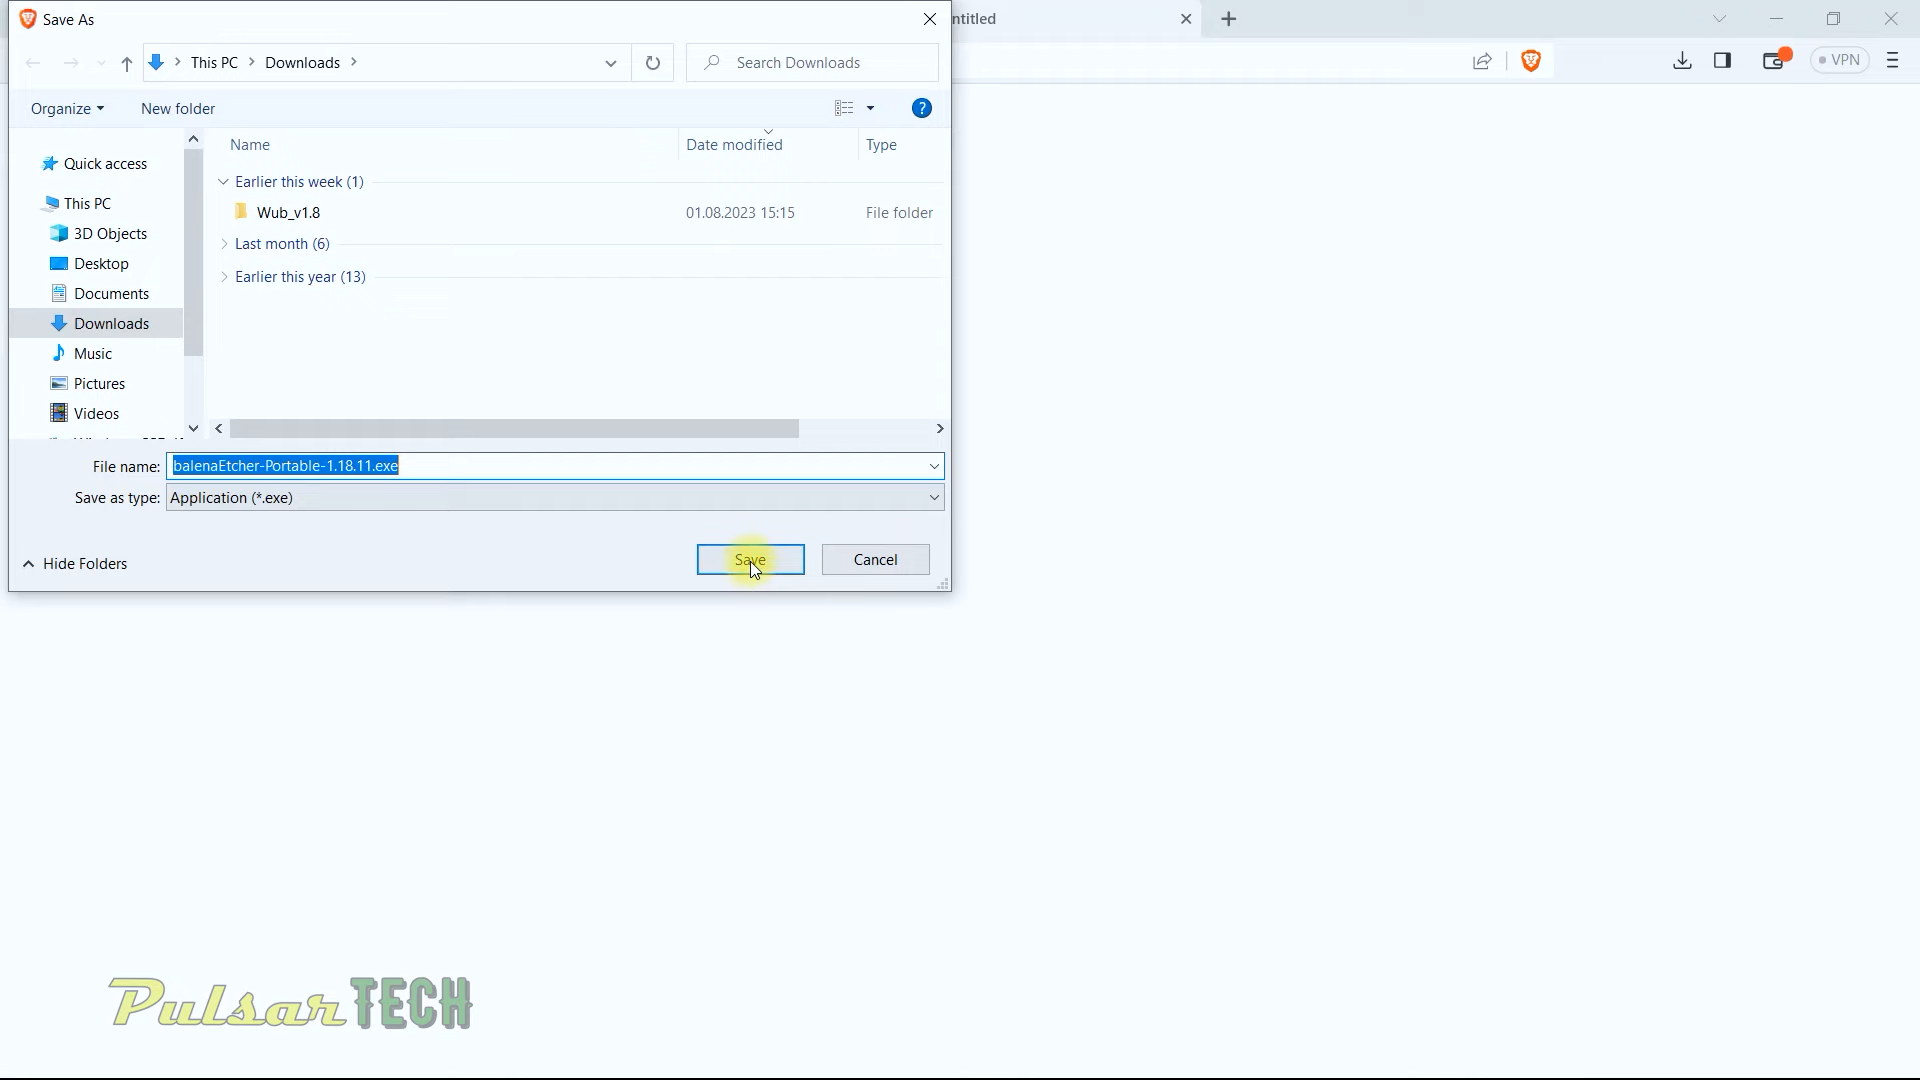 Save As
ntitled
This PC
Downloads
Search Downloads
VPN
Organize
New folder
?
Name
Date modified
Type
Quick access
Earlier this week (1)
This PC
Wub_v1.8
01.08.2023 15:15
File folder
3D Objects
Last month (6)
Desktop
Earlier this year (13)
Documents
Downloads
Music
Pictures
Videos
File name:
balenaEtcher-Portable-1.18.11.exe
Save as type:
Application (*.exe)
Hide Folders
Save
Cancel
Pulsar TECH